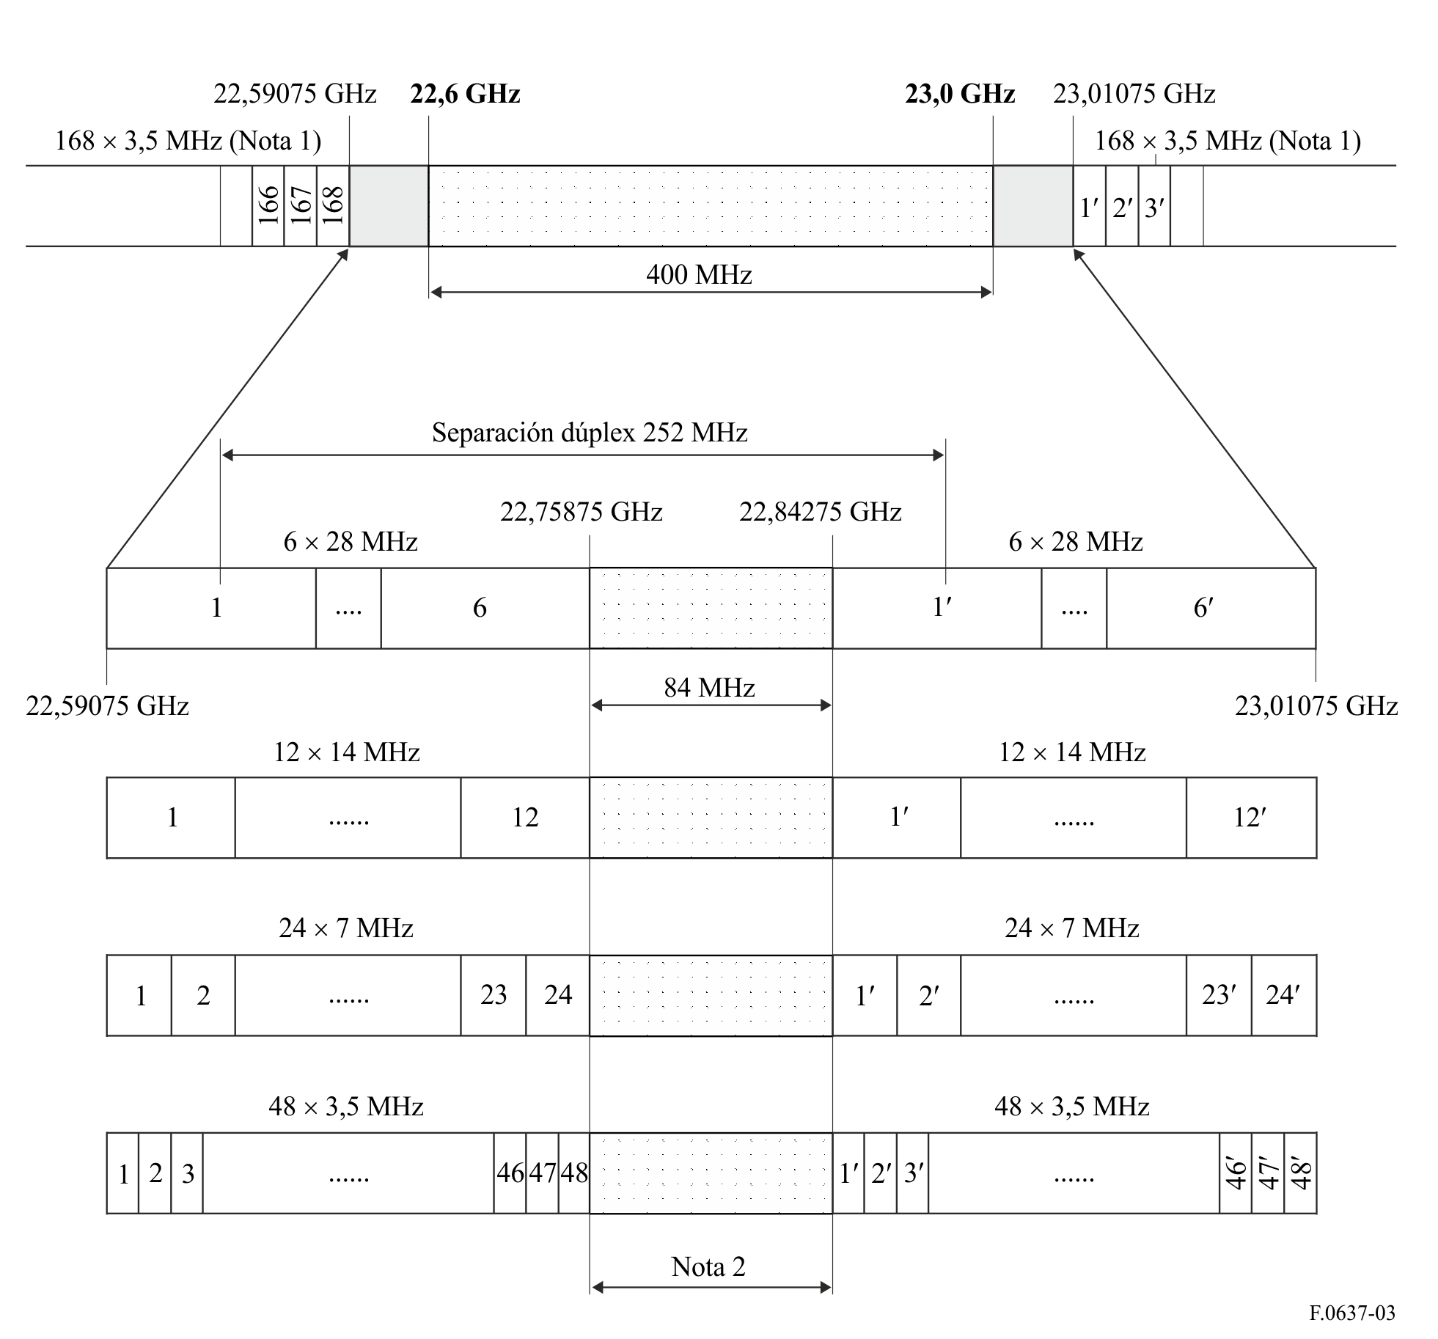 22,59075 GHz 22,6 GHz 23,0 GHz 23,01075 GHz
168 × 3,5 MHz (Nota 1) 168 × 3,5 MHz (Nota 1)
166 167 168 1′ 2′ 3′
400 MHz
Separación dúplex 252 MHz
22,75875 GHz 22,84275 GHz
6 × 28 MHz 6 × 28 MHz
1 .... 6 1′ .... 6′
84 MHz
22,59075 GHz 23,01075 GHz
12 × 14 MHz 12 × 14 MHz
1 ...... 12 1′ ...... 12′
24 × 7 MHz 24 × 7 MHz
1 2 ...... 23 24 1′ 2′ ...... 23′ 24′
48 × 3,5 MHz 48 × 3,5 MHz
1 2 3 ...... 46 47 48 1′ 2′ 3′ ...... 46′ 47′ 48′
Nota 2
F.0637-03